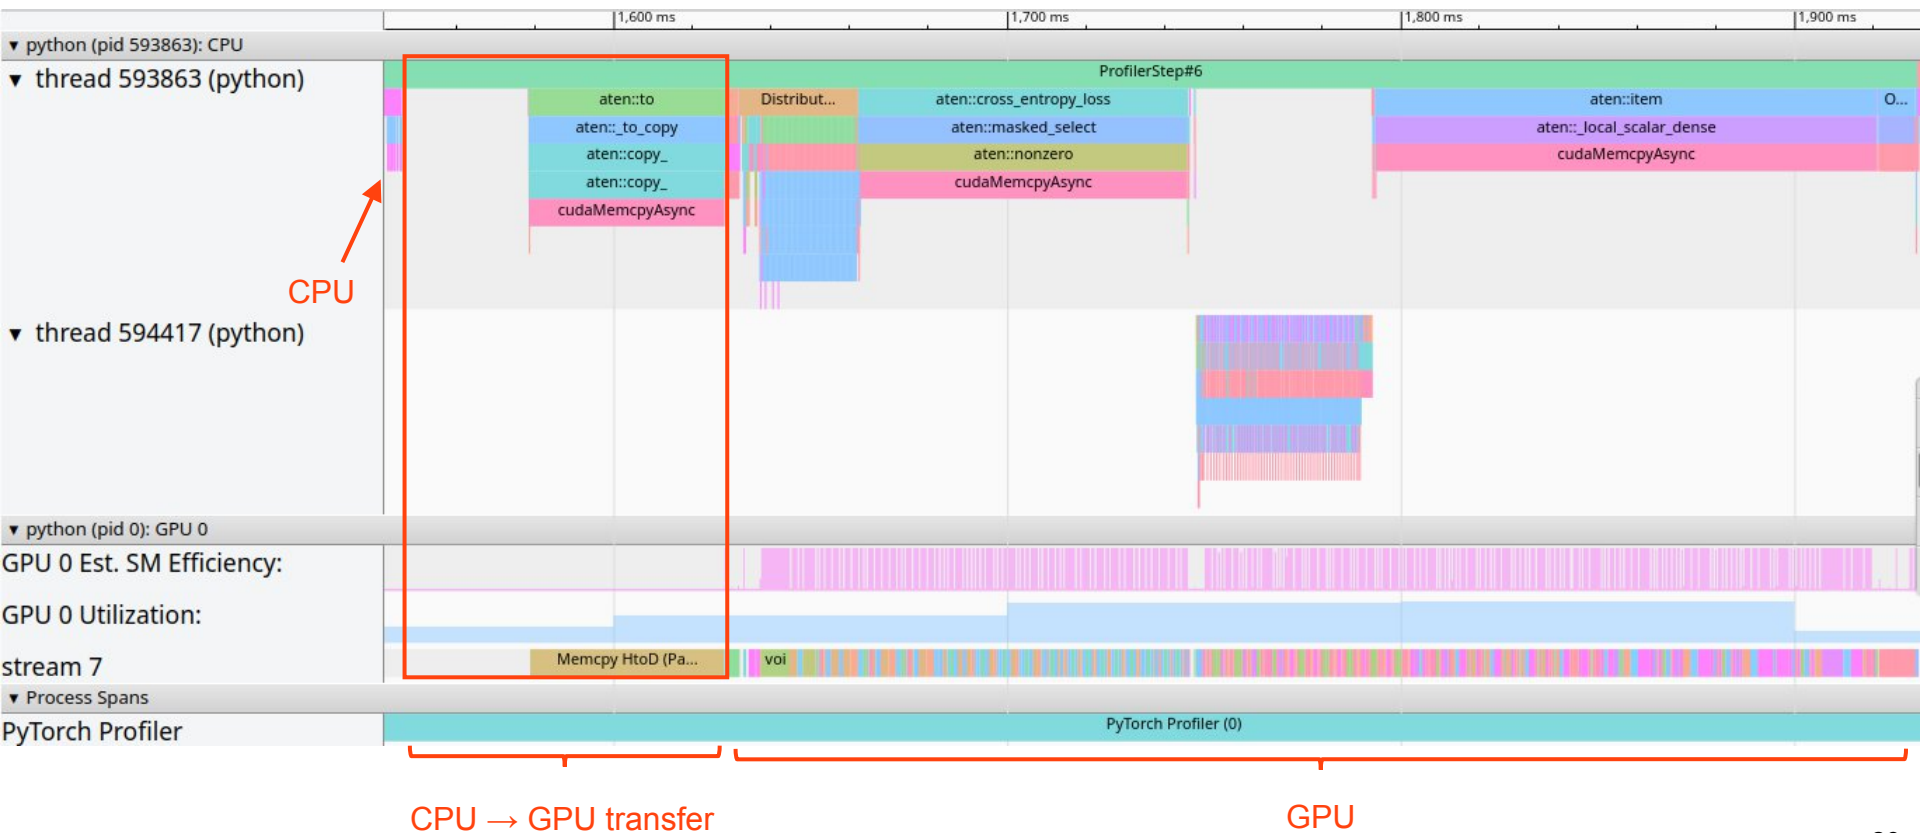 1,600 ms
1,700 ms
1,800 ms
1,900 ms
▼ python (pid 593863): CPU
▼ thread 593863 (python)
ProfilerStep#6
aten::to
Distribut...
aten::cross_entropy_loss
aten::item
O...
aten::_to_copy
aten::masked_select
aten::_local_scalar_dense
aten::copy_
aten::nonzero
cudaMemcpyAsync
aten::copy_
cudaMemcpyAsync
cudaMemcpyAsync
CPU
▼ thread 594417 (python)
▼ python (pid 0): GPU 0
GPU 0 Est. SM Efficiency:
GPU 0 Utilization:
stream 7
Memcpy HtoD (Pa...
voi
▼ Process Spans
PyTorch Profiler
PyTorch Profiler (0)
CPU → GPU transfer
GPU